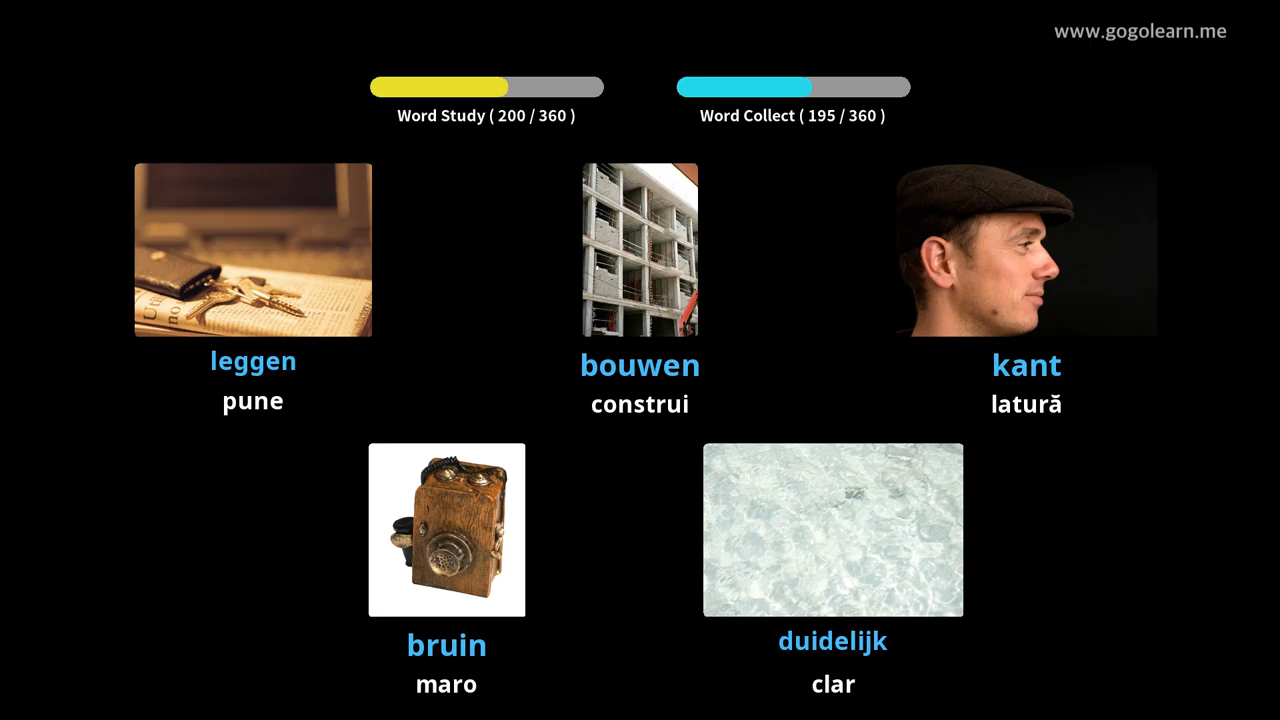 www.gogolearn.me
Word Study ( 200 / 360 )
Word Collect ( 195 / 360 )
leggen
pune
bouwen
construi
kant
latură
bruin
maro
duidelijk
clar